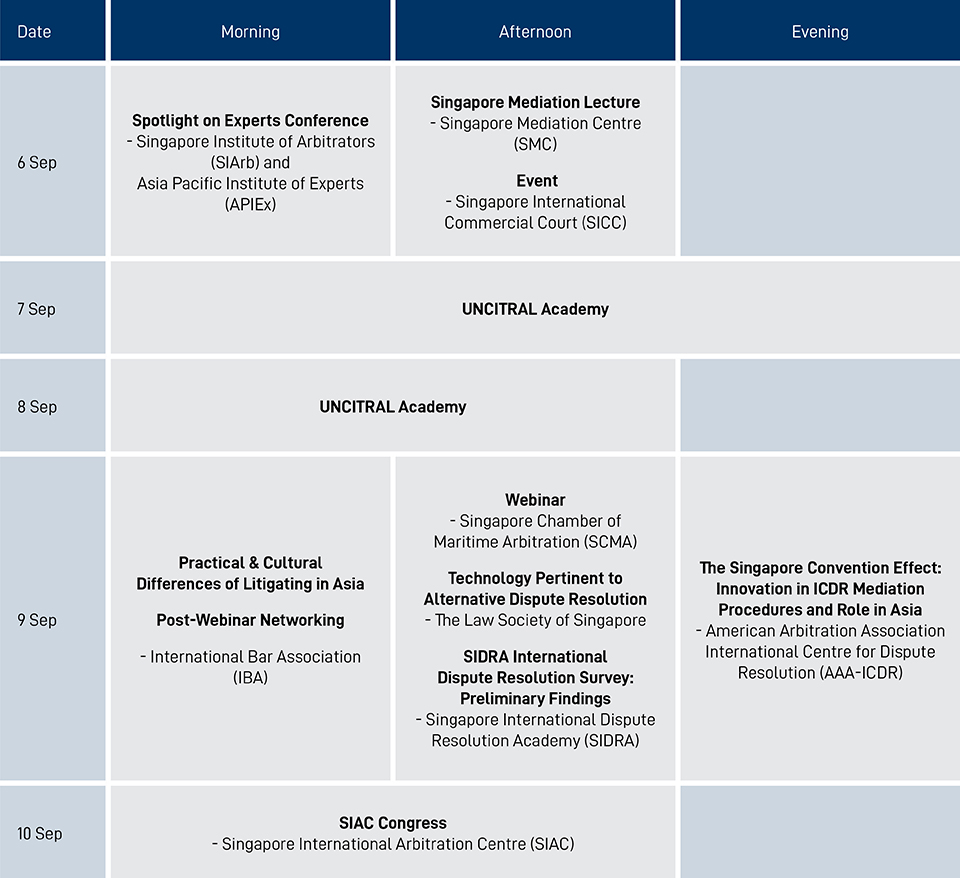 Date
Morning
Afternoon
Evening
6 Sep
Spotlight on Experts Conference
- Singapore Institute of Arbitrators
(SIArb) and
Asia Pacific Institute of Experts
(APIEx)
Singapore Mediation Lecture
- Singapore Mediation Centre
(SMC)
Event
- Singapore International
Commercial Court (SICC)
7 Sep
UNCITRAL Academy
8 Sep
UNCITRAL Academy
9 Sep
Practical & Cultural
Differences of Litigating in Asia
Post-Webinar Networking
- International Bar Association
(IBA)
Webinar
- Singapore Chamber of
Maritime Arbitration (SCMA)
Technology Pertinent to
Alternative Dispute Resolution
- The Law Society of Singapore
SIDRA International
Dispute Resolution Survey:
Preliminary Findings
- Singapore International Dispute
Resolution Academy (SIDRA)
The Singapore Convention Effect:
Innovation in ICDR Mediation
Procedures and Role in Asia
- American Arbitration Association
International Centre for Dispute
Resolution (AAA-ICDR)
10 Sep
SIAC Congress
- Singapore International Arbitration Centre (SIAC)